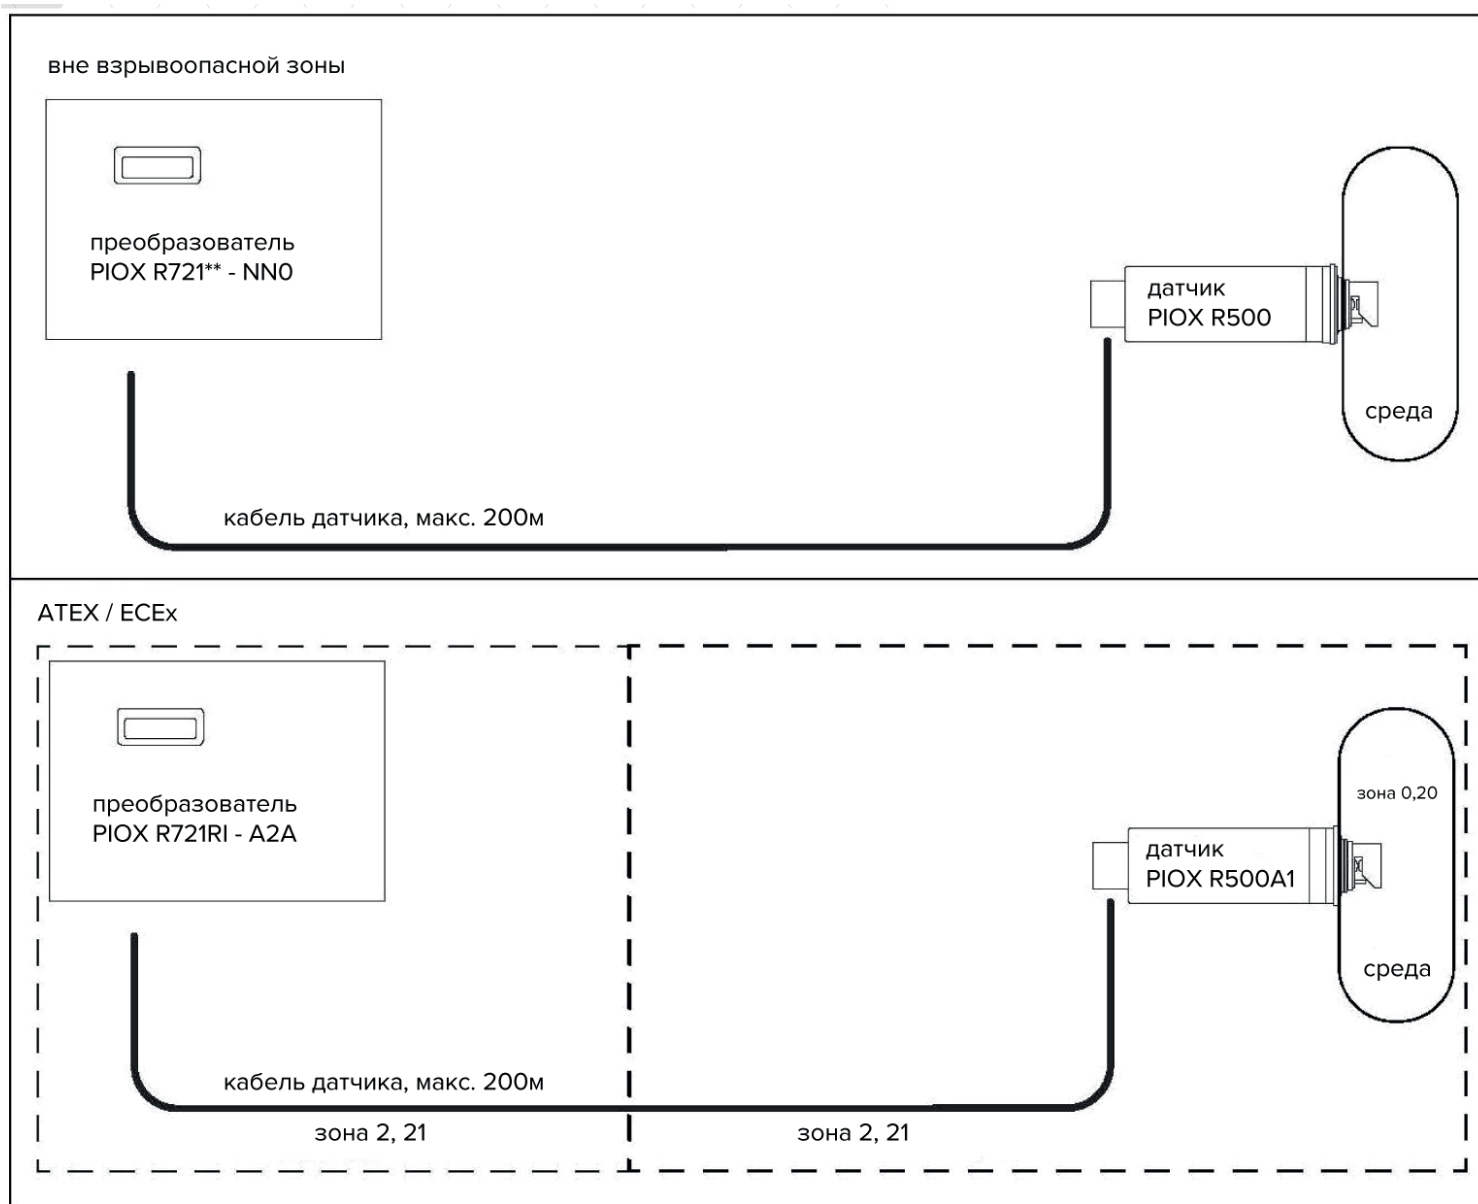 вне взрывоопасной зоны
преобразователь
PIOX R721** - NN0
датчик
PIOX R500
среда
кабель датчика, макс. 200м
ATEX / ECEx
преобразователь
PIOX R721RI - A2A
зона 0,20
датчик
PIOX R500A1
среда
кабель датчика, макс. 200м
зона 2, 21
зона 2, 21